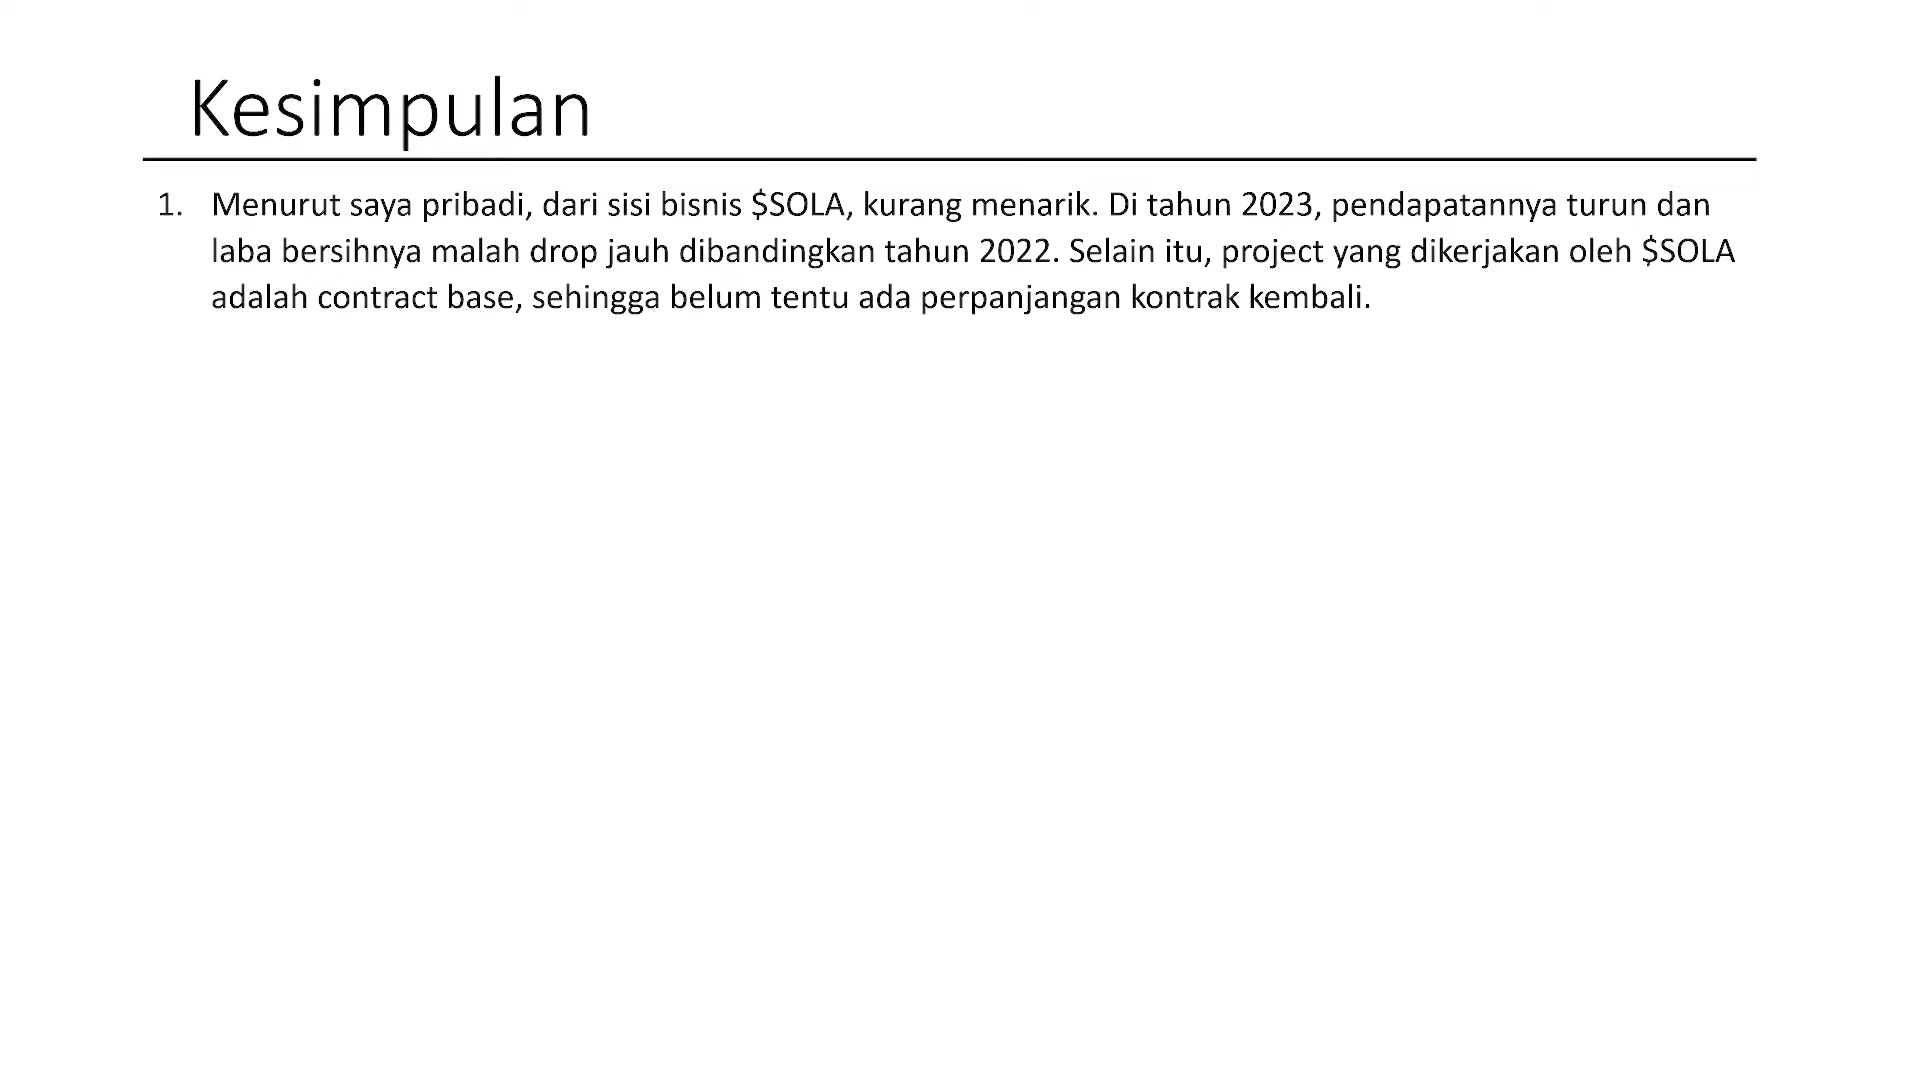 Kesimpulan
1. Menurut saya pribadi, dari sisi bisnis $SOLA, kurang menarik. Di tahun 2023, pendapatannya turun dan
laba bersihnya malah drop jauh dibandingkan tahun 2022. Selain itu, project yang dikerjakan oleh $SOLA
adalah contract base, sehingga belum tentu ada perpanjangan kontrak kembali.